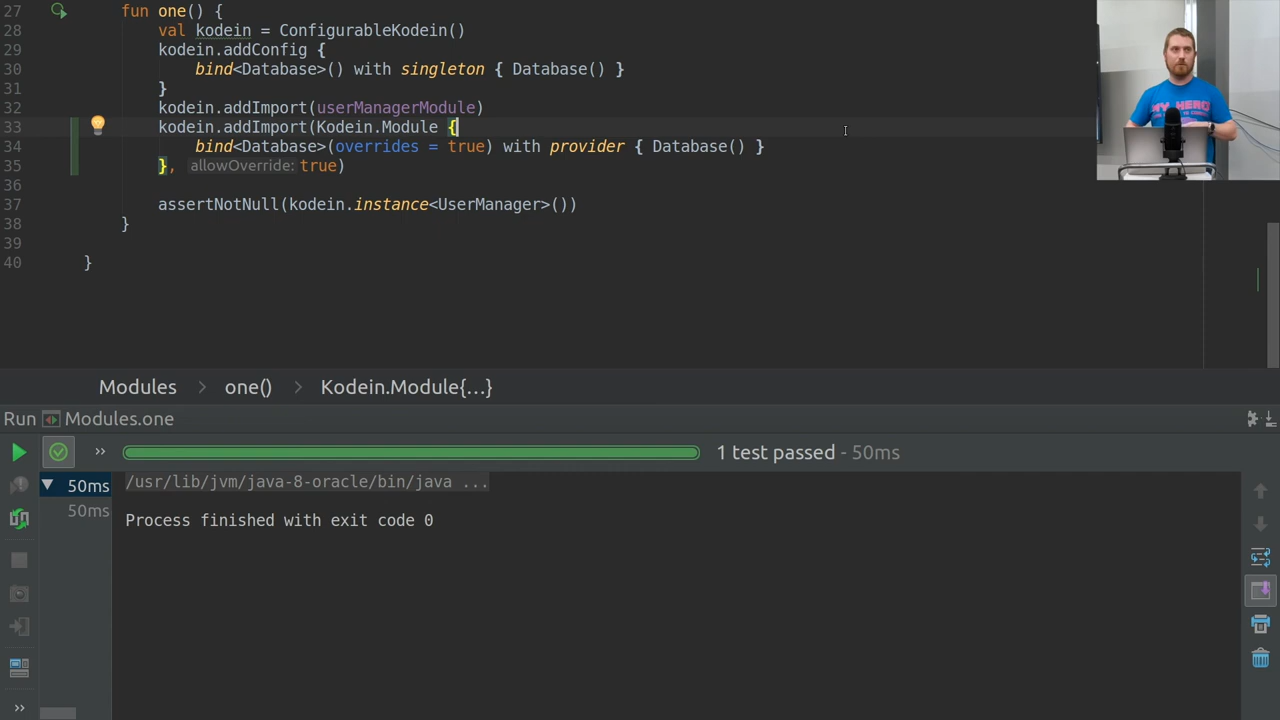 27 fun one() {
28 val kodein = ConfigurableKodein()
29 kodein.addConfig {
30 bind<Database>() with singleton { Database() }
31 }
32 kodein.addImport(userManagerModule)
33 kodein.addImport(Kodein.Module {
34 bind<Database>(overrides = true) with provider { Database() }
35 }, allowOverride: true)
36
37 assertNotNull(kodein.instance<UserManager>())
38 }
39
40 }
MY HERO
Modules > one() > Kodein.Module{...}
Run Modules.one
1 test passed - 50ms
50ms /usr/lib/jvm/java-8-oracle/bin/java ...
50ms
Process finished with exit code 0